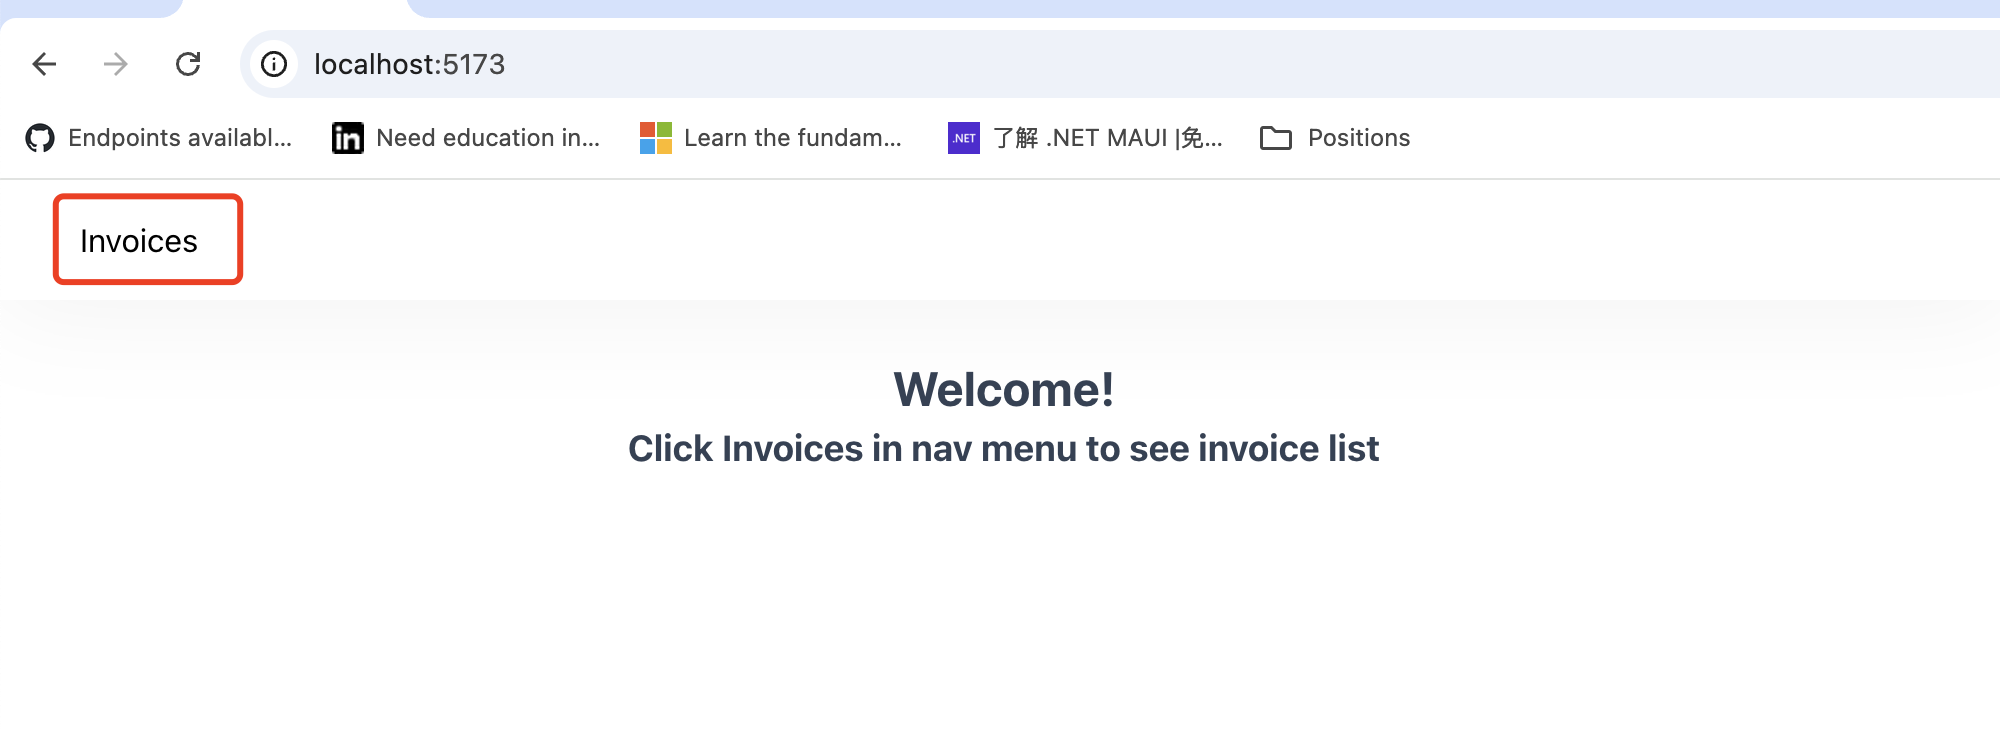 localhost:5173
Endpoints availabl... Need education in... Learn the fundam... .NET 了解 .NET MAUI |免... Positions
Invoices
Welcome!
Click Invoices in nav menu to see invoice list